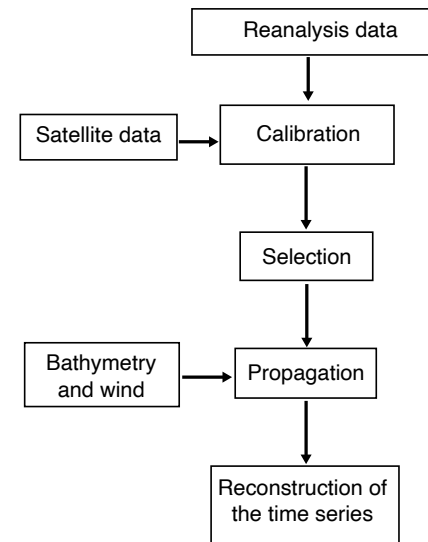 Reanalysis data
Satellite data
Calibration
Selection
Bathymetry
and wind
Propagation
Reconstruction of
the time series